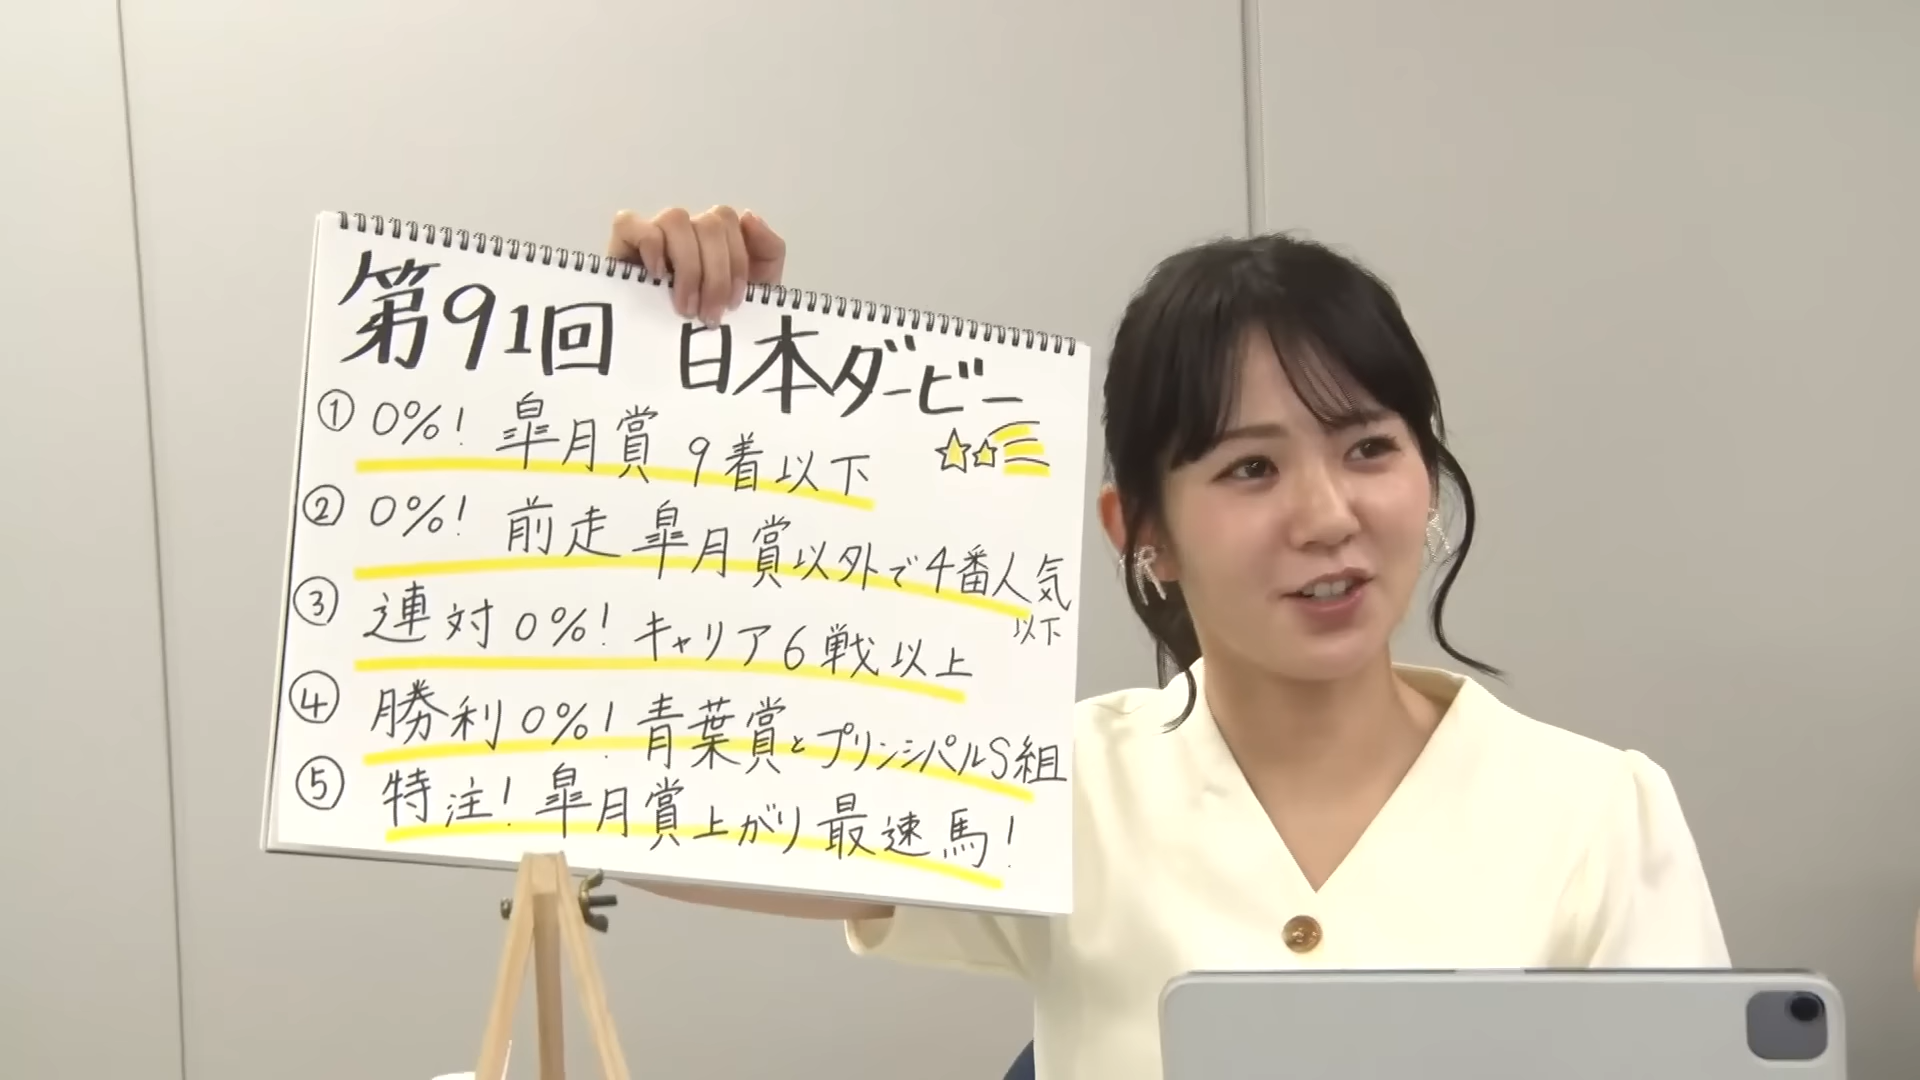 第91回 日本ダービー
① 0%! 皐月賞 9着以下
② 0%! 前走 皐月賞以外で4番人気
以下
③ 連対 0%! キャリア6戦以上
④ 勝利 0%! 青葉賞とプリンシパルS組
⑤ 特注! 皐月賞上がり最速馬!